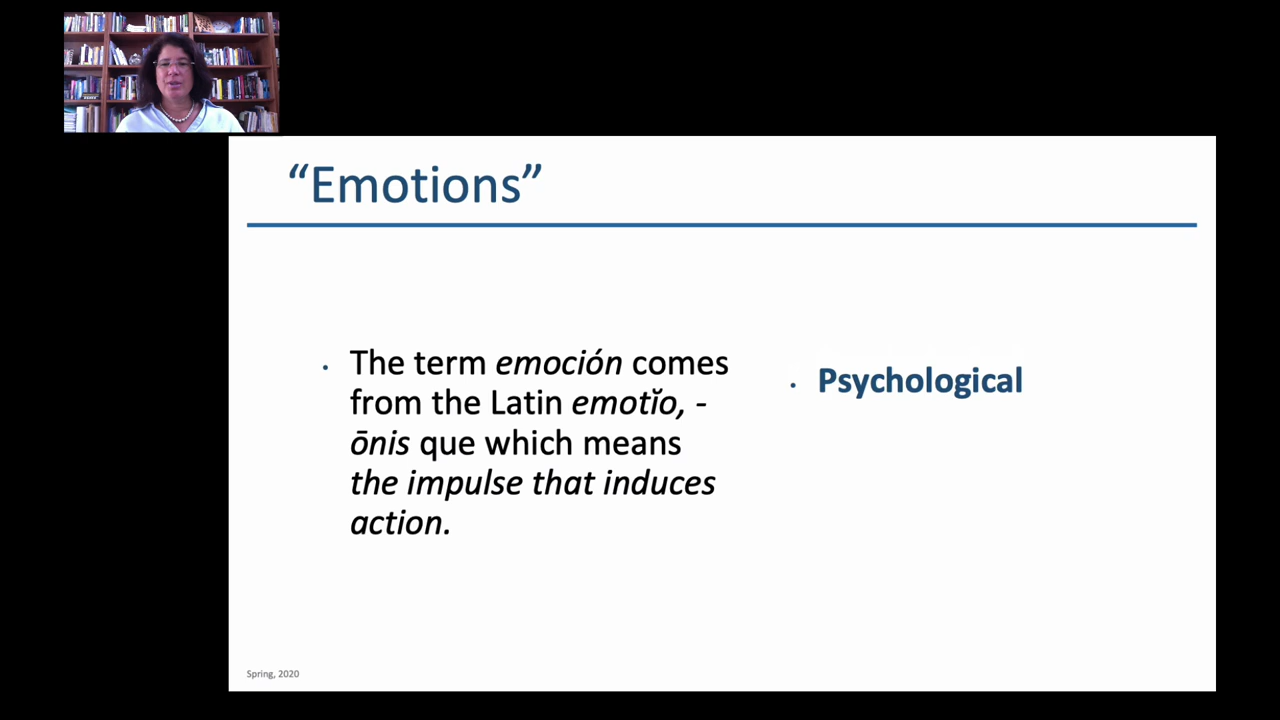 “Emotions”
The term emoción comes
from the Latin emotĭo, -
ōnis que which means
the impulse that induces
action.
Psychological
Spring, 2020